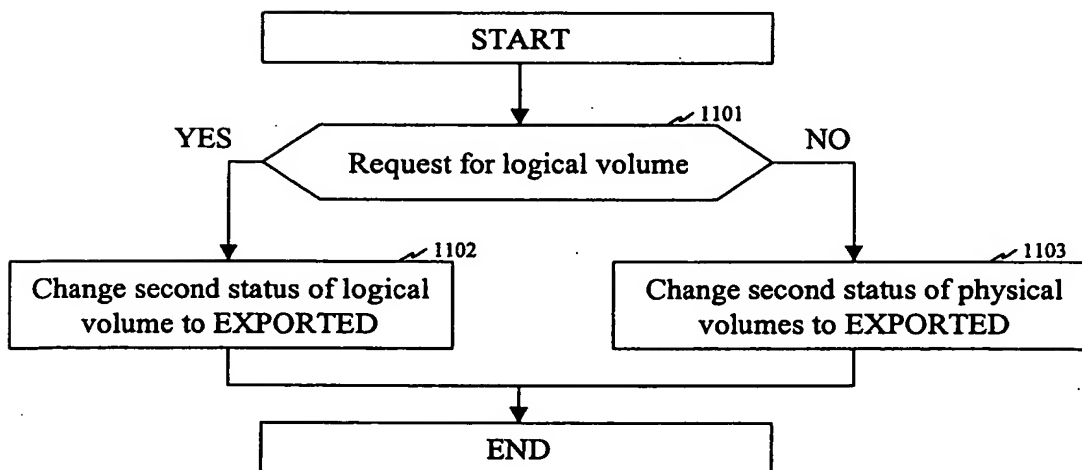 START
1101
YES
NO
Request for logical volume
1102
1103
Change second status of logical
volume to EXPORTED
Change second status of physical
volumes to EXPORTED
END